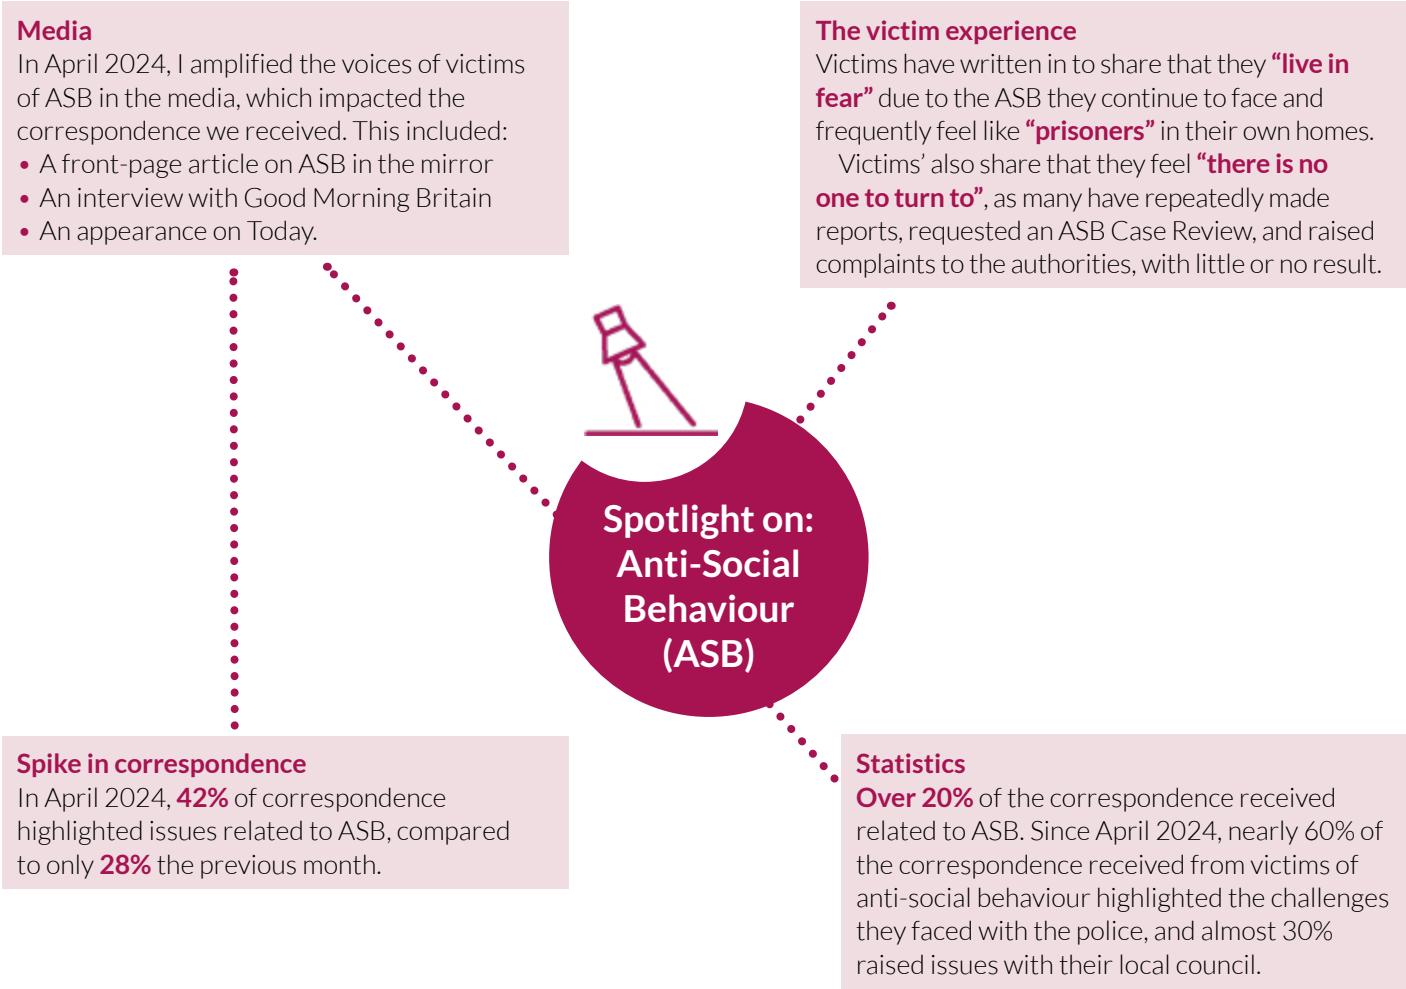 Media
In April 2024, I amplified the voices of victims
of ASB in the media, which impacted the
correspondence we received. This included:
• A front-page article on ASB in the mirror
• An interview with Good Morning Britain
• An appearance on Today.
The victim experience
Victims have written in to share that they “live in
fear” due to the ASB they continue to face and
frequently feel like “prisoners” in their own homes.
Victims’ also share that they feel “there is no
one to turn to”, as many have repeatedly made
reports, requested an ASB Case Review, and raised
complaints to the authorities, with little or no result.
Spotlight on:
Anti-Social
Behaviour
(ASB)
Spike in correspondence
In April 2024, 42% of correspondence
highlighted issues related to ASB, compared
to only 28% the previous month.
Statistics
Over 20% of the correspondence received
related to ASB. Since April 2024, nearly 60% of
the correspondence received from victims of
anti-social behaviour highlighted the challenges
they faced with the police, and almost 30%
raised issues with their local council.